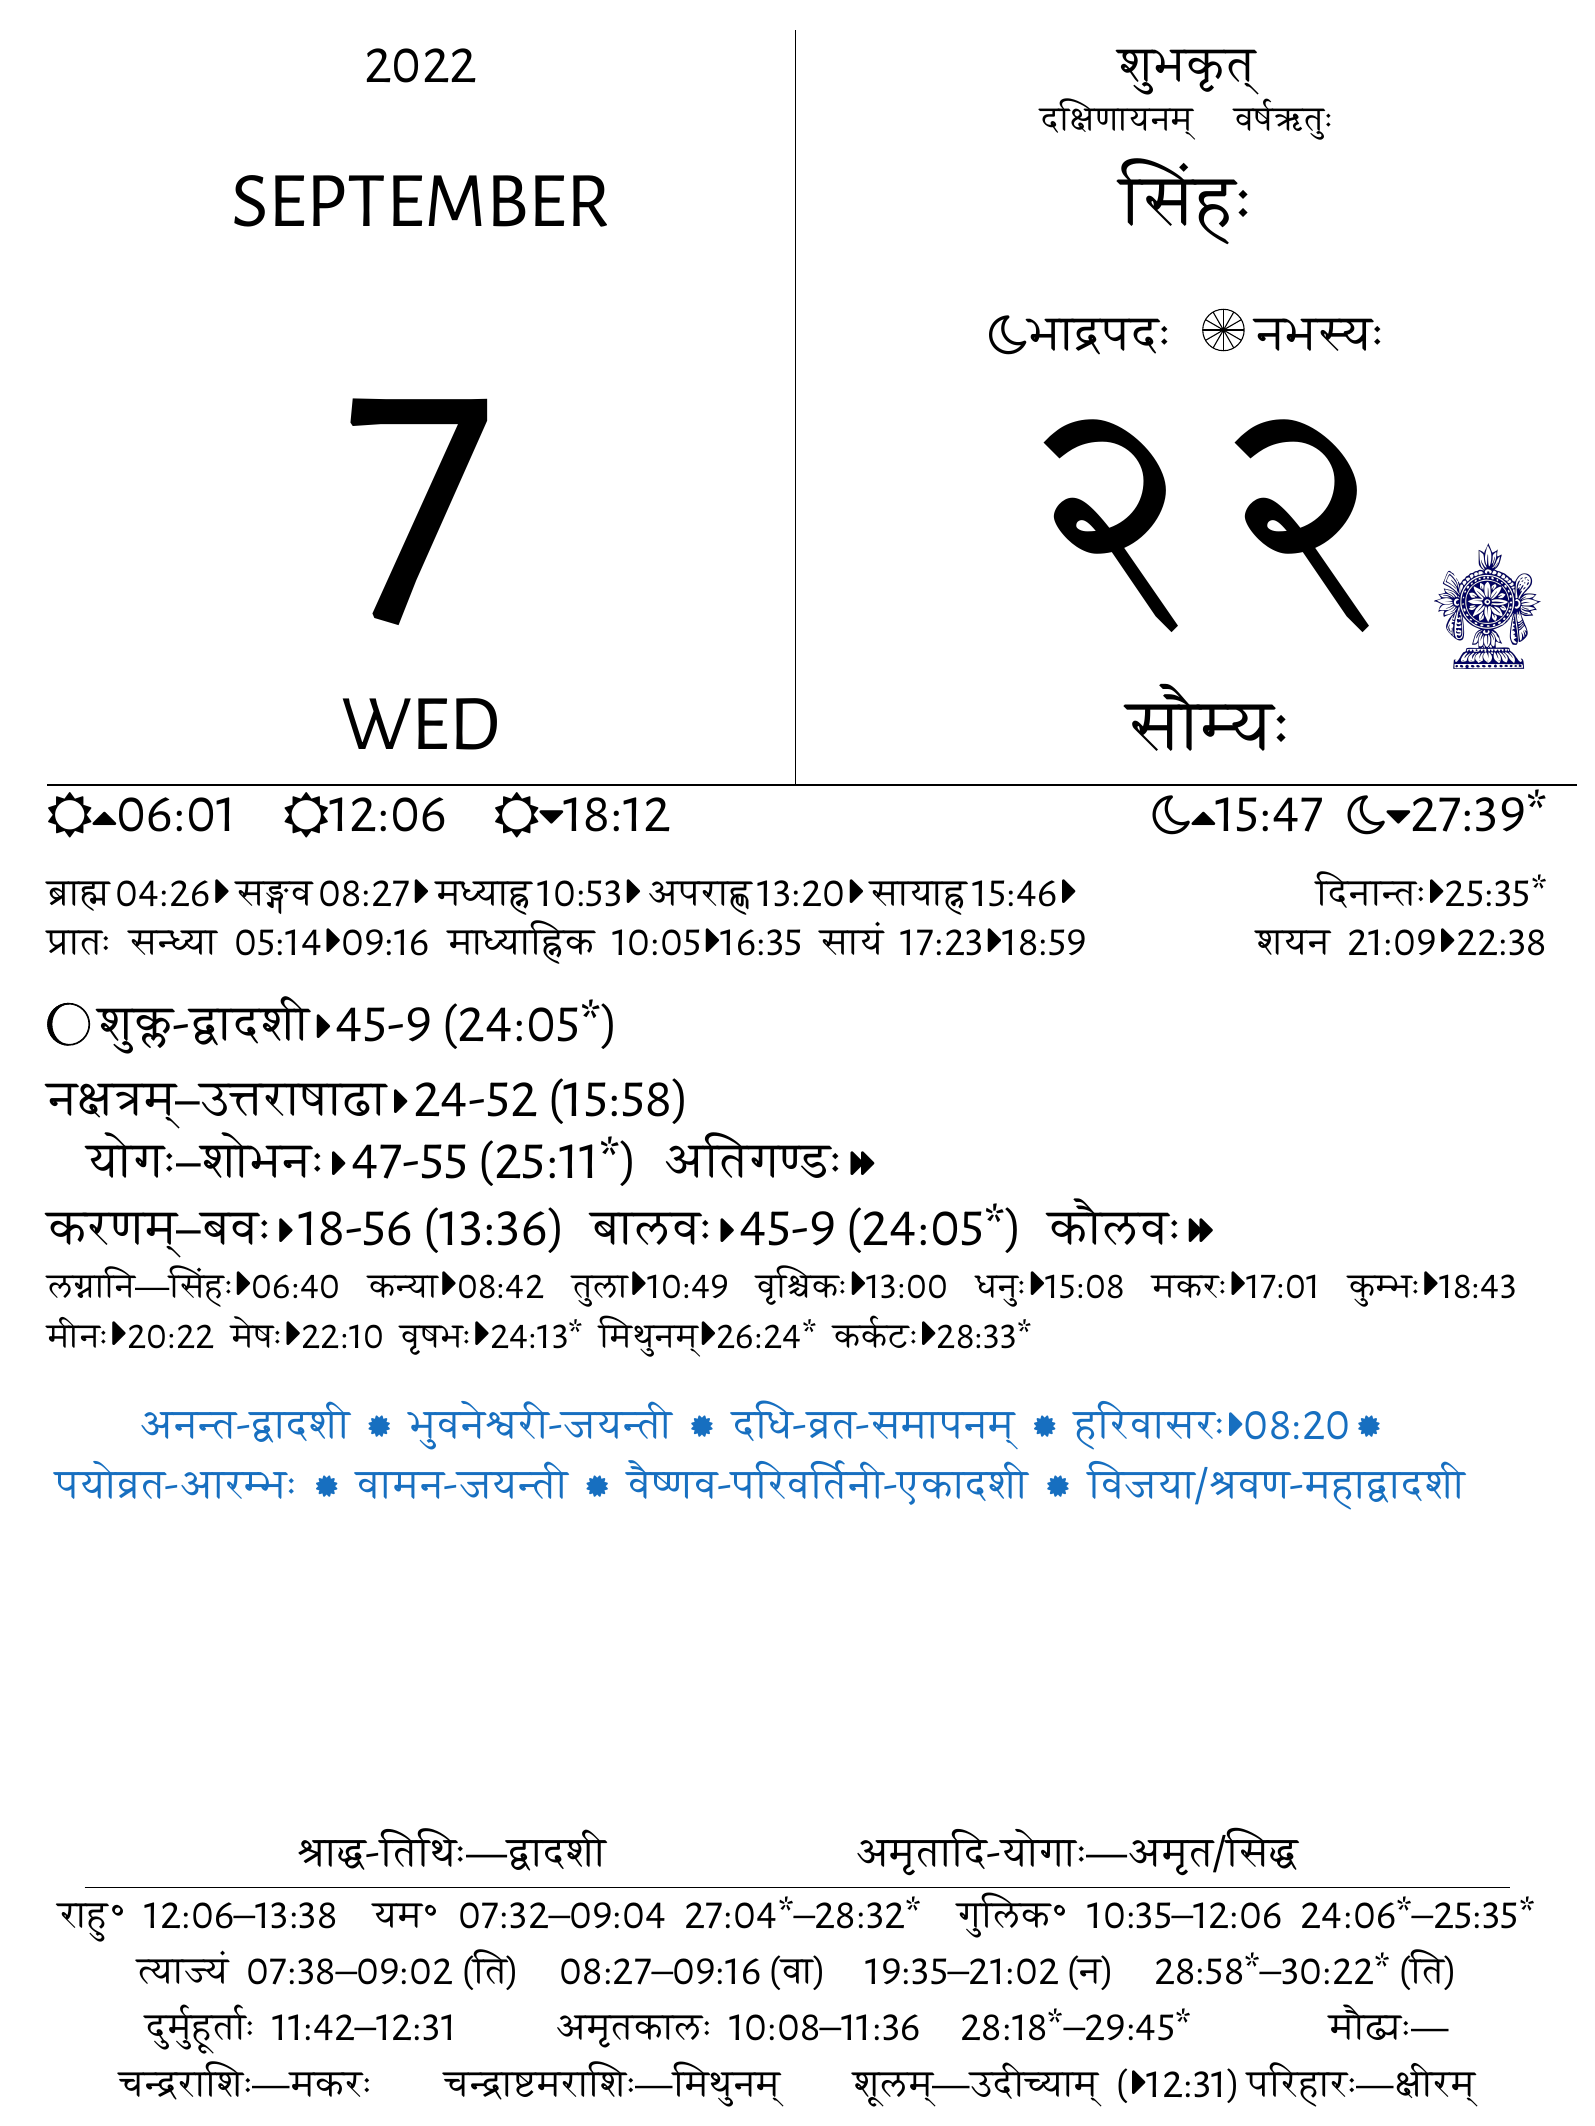 2022
SEPTEMBER
7
WED
शुभकृत्
दक्षिणायनम् वर्षऋतुः
सिंहः
भाद्रपदः नभस्यः
२२
सौम्यः
06:01 12:06 18:12 15:47 27:39*
ब्राह्म 04:26 सङ्गव 08:27 मध्याह्न 10:53 अपराह्ण 13:20 सायाह्न 15:46 दिनान्तः 25:35*
प्रातः सन्ध्या 05:14 09:16 माध्याह्निक 10:05 16:35 सायं 17:23 18:59 शयन 21:09 22:38
शुक्ल-द्वादशी 45-9 (24:05*)
नक्षत्रम्–उत्तराषाढा 24-52 (15:58)
योगः–शोभनः 47-55 (25:11*) अतिगण्डः
करणम्–बवः 18-56 (13:36) बालवः 45-9 (24:05*) कौलवः
लग्नानि—सिंहः 06:40 कन्या 08:42 तुला 10:49 वृश्चिकः 13:00 धनुः 15:08 मकरः 17:01 कुम्भः 18:43
मीनः 20:22 मेषः 22:10 वृषभः 24:13* मिथुनम् 26:24* कर्कटः 28:33*
अनन्त-द्वादशी ✹ भुवनेश्वरी-जयन्ती ✹ दधि-व्रत-समापनम् ✹ हरिवासरः 08:20 ✹
पयोव्रत-आरम्भः ✹ वामन-जयन्ती ✹ वैष्णव-परिवर्तिनी-एकादशी ✹ विजया/श्रवण-महाद्वादशी
श्राद्ध-तिथिः—द्वादशी अमृतादि-योगाः—अमृत/सिद्ध
राहु° 12:06–13:38 यम° 07:32–09:04 27:04*–28:32* गुलिक° 10:35–12:06 24:06*–25:35*
त्याज्यं 07:38–09:02 (ति) 08:27–09:16 (वा) 19:35–21:02 (न) 28:58*–30:22* (ति)
दुर्मुहूर्ताः 11:42–12:31 अमृतकालः 10:08–11:36 28:18*–29:45* मौढ्यः—
चन्द्रराशिः—मकरः चन्द्राष्टमराशिः—मिथुनम् शूलम्—उदीच्याम् (12:31) परिहारः—क्षीरम्